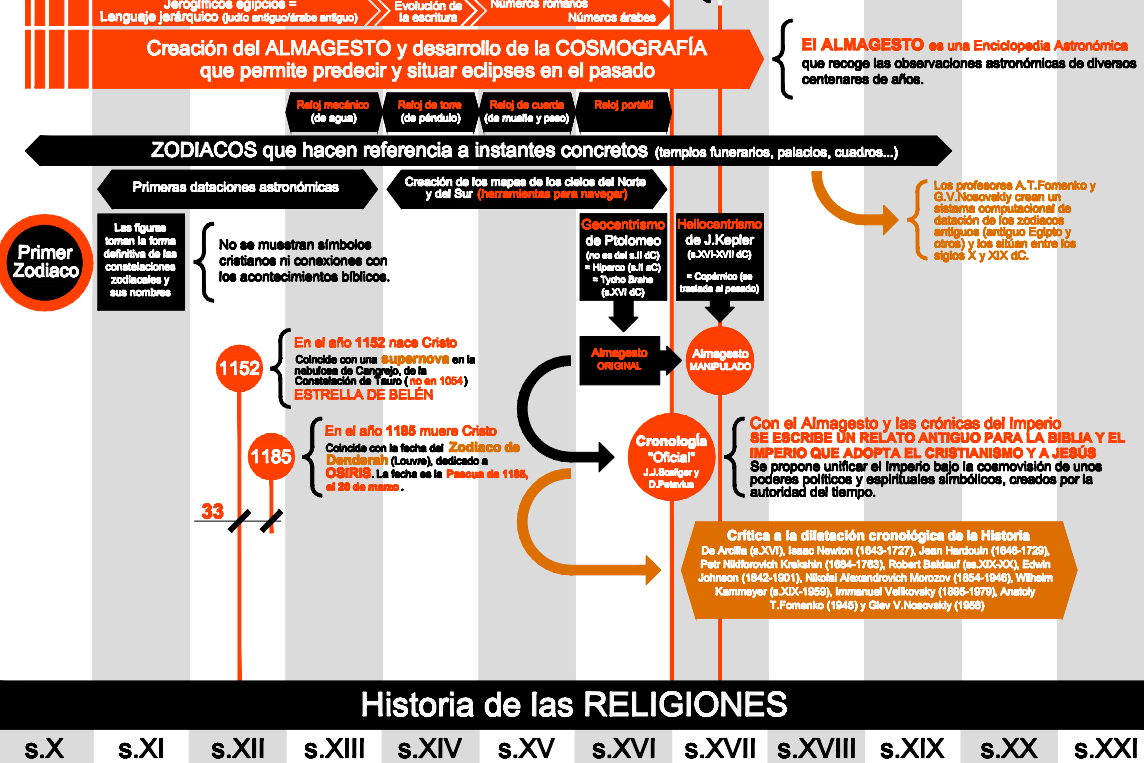 Jeroglíficos egipcios =
Lenguaje jerárquico (judío antiguo/árabe antiguo)
Evolución de
la escritura
Números romanos
Números árabes
Creación del ALMAGESTO y desarrollo de la COSMOGRAFÍA
que permite predecir y situar eclipses en el pasado
El ALMAGESTO es una Enciclopedia Astronómica
que recoge las observaciones astronómicas de diversos
centenares de años.
Reloj mecánico
(de agua)
Reloj de torre
(de péndulo)
Reloj de cuerda
(de muelle y peso)
Reloj portátil
ZODIACOS que hacen referencia a instantes concretos (templos funerarios, palacios, cuadros...)
Primeras dataciones astronómicas
Creación de los mapas de los cielos del Norte
y del Sur (herramientas para navegar)
Los profesores A.T.Fomenko y
G.V.Nosovskiy crean un
sistema computacional de
datación de los zodiacos
antiguos (antiguo Egipto y
otros) y los sitúan entre los
siglos X y XIX dC.
Primer
Zodiaco
Las figuras
toman la forma
definitiva de las
constelaciones
zodiacales y
sus nombres
No se muestran símbolos
cristianos ni conexiones con
los acontecimientos bíblicos.
Geocentrismo
de Ptolomeo
(no es del s.II dC)
= Hiparco (s.II aC)
= Tycho Brahe
(s.XVI dC)
Heliocentrismo
de J.Kepler
(s.XVI-XVII dC)
= Copérnico (se
traslada al pasado)
1152
En el año 1152 nace Cristo
Coincide con una supernova en la
nebulosa de Cangrejo, de la
Constelación de Tauro (no en 1054)
ESTRELLA DE BELÉN
Almagesto
ORIGINAL
Almagesto
MANIPULADO
1185
En el año 1185 muere Cristo
Coincide con la fecha del Zodiaco de
Denderah (Louvre), dedicado a
OSIRIS. La fecha es la Pascua de 1185,
el 20 de marzo.
33
Cronología
"Oficial"
J.J.Scaliger y
D.Petavius
Con el Almagesto y las crónicas del Imperio
SE ESCRIBE UN RELATO ANTIGUO PARA LA BIBLIA Y EL
IMPERIO QUE ADOPTA EL CRISTIANISMO Y A JESÚS
Se propone unificar el Imperio bajo la cosmovisión de unos
poderes políticos y espirituales simbólicos, creados por la
autoridad del tiempo.
Crítica a la dilatación cronológica de la Historia
De Arcilla (s.XVI), Isaac Newton (1643-1727), Jean Hardouin (1646-1729),
Petr Nikiforovich Krekshin (1684-1763), Robert Baldauf (ss.XIX-XX), Edwin
Johnson (1842-1901), Nikolai Alexandrovich Morozov (1854-1946), Wilhelm
Kammeyer (s.XIX-1959), Immanuel Velikovsky (1895-1979), Anatoly
T.Fomenko (1945) y Glev V.Nosovskiy (1958)
Historia de las RELIGIONES
s.X s.XI s.XII s.XIII s.XIV s.XV s.XVI s.XVII s.XVIII s.XIX s.XX s.XXI